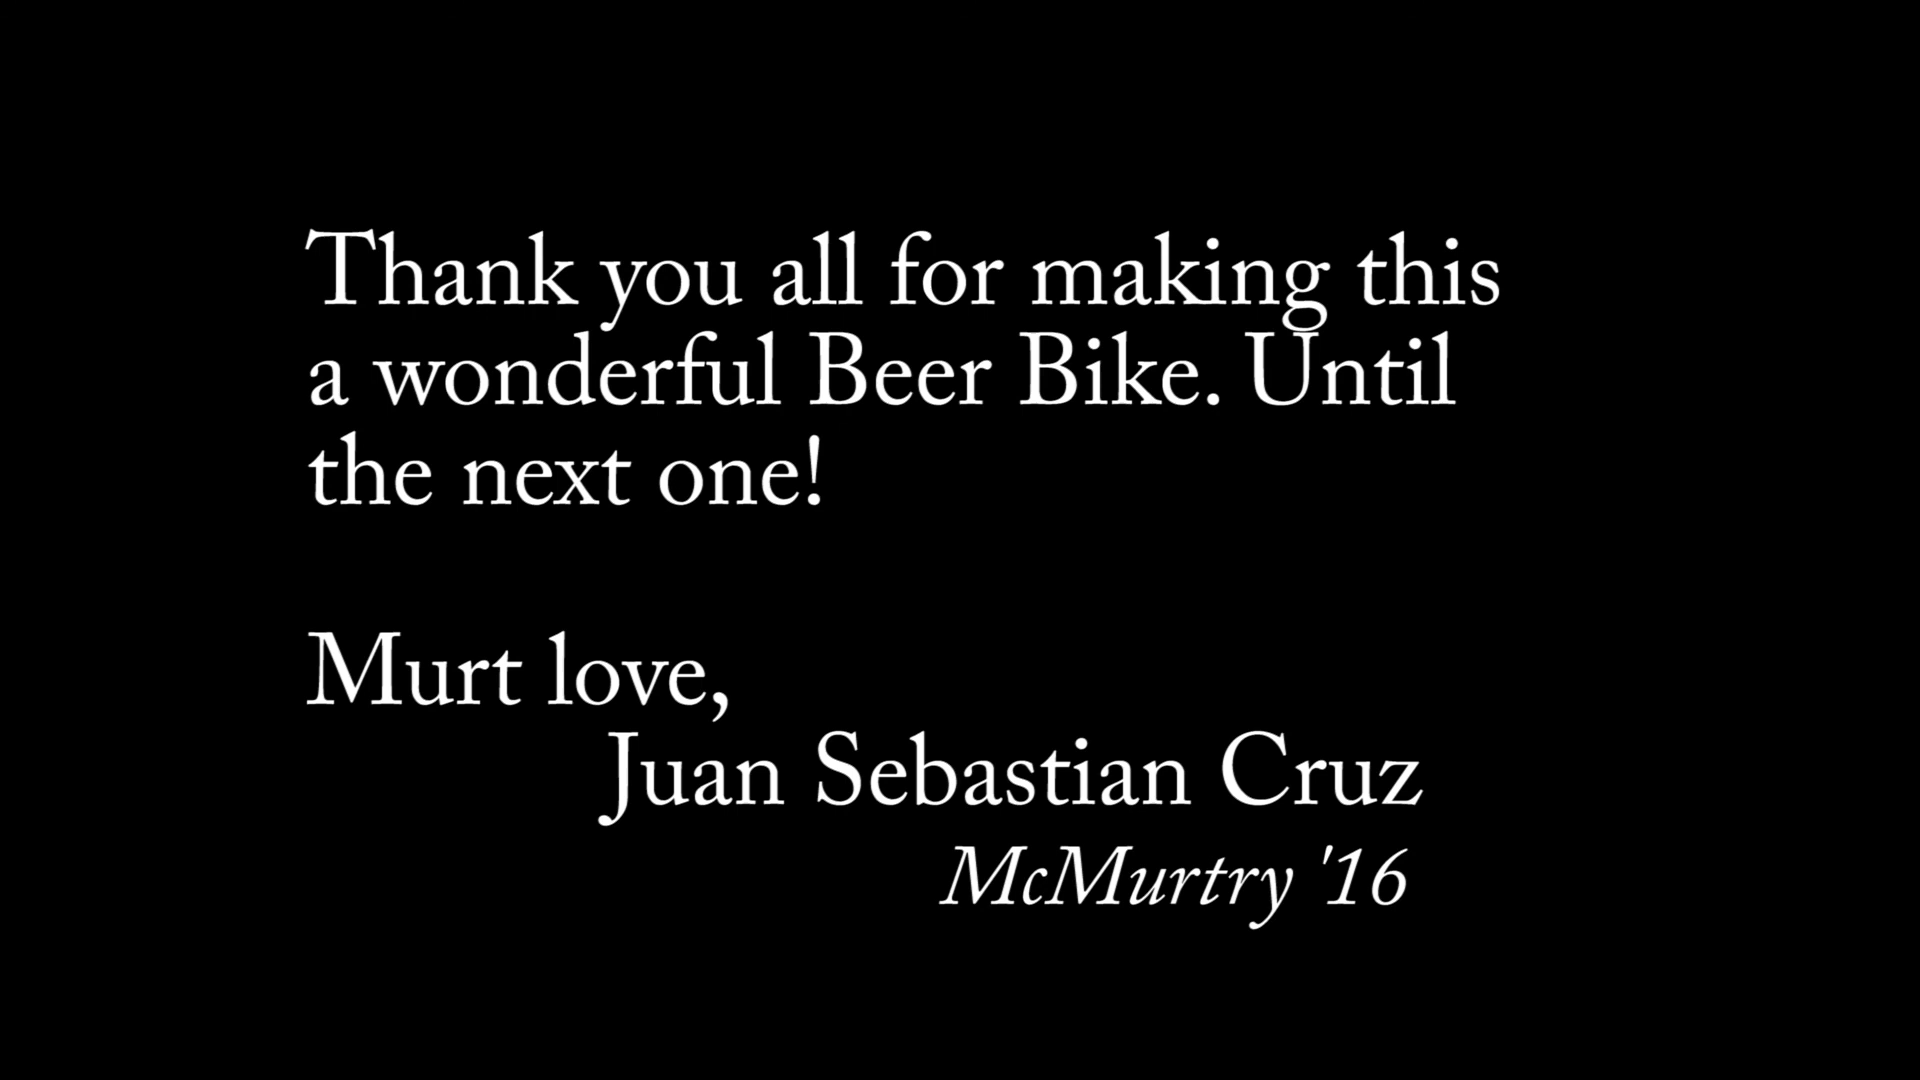 Thank you all for making this
a wonderful Beer Bike. Until
the next one!
Murt love,
Juan Sebastian Cruz
McMurtry '16